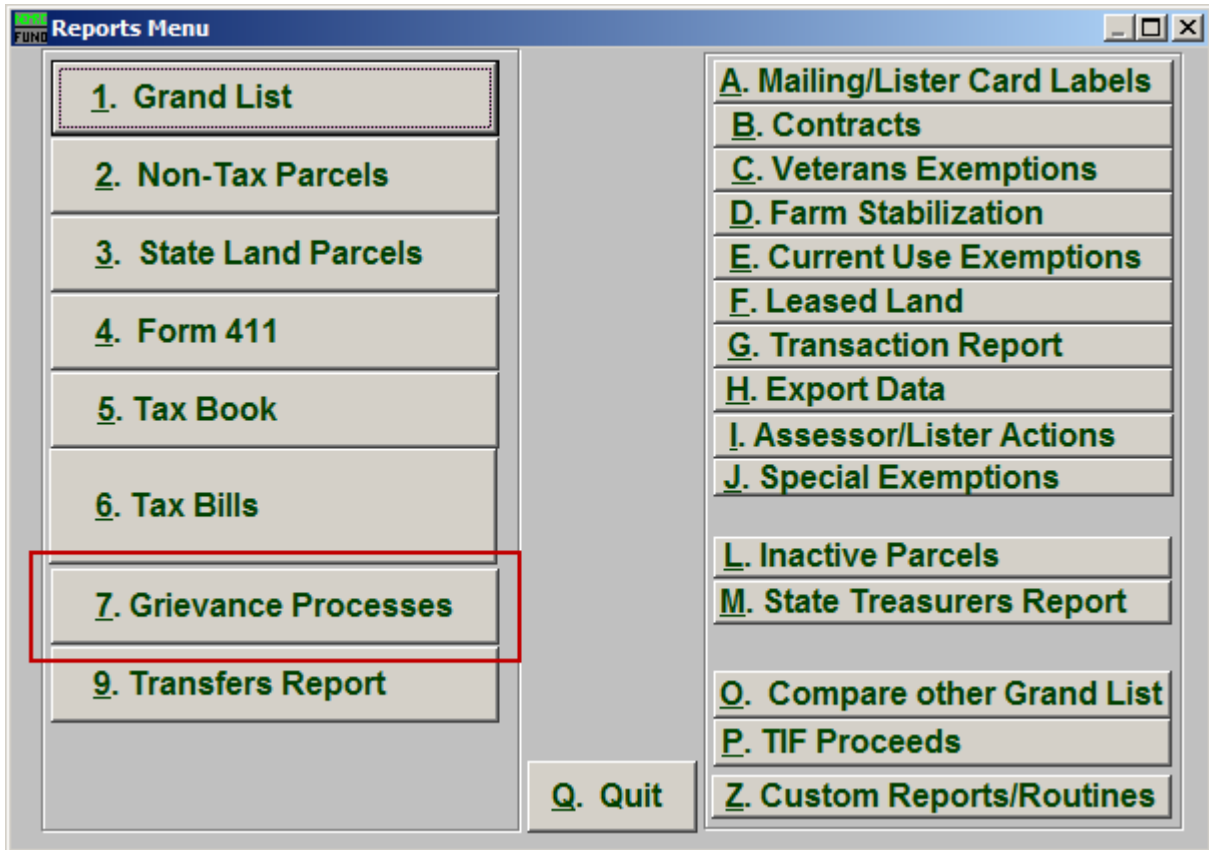 NEMRC
FUND
Reports Menu
1. Grand List
2. Non-Tax Parcels
3. State Land Parcels
4. Form 411
5. Tax Book
6. Tax Bills
7. Grievance Processes
9. Transfers Report
Q. Quit
A. Mailing/Lister Card Labels
B. Contracts
C. Veterans Exemptions
D. Farm Stabilization
E. Current Use Exemptions
F. Leased Land
G. Transaction Report
H. Export Data
I. Assessor/Lister Actions
J. Special Exemptions
L. Inactive Parcels
M. State Treasurers Report
O. Compare other Grand List
P. TIF Proceeds
Z. Custom Reports/Routines